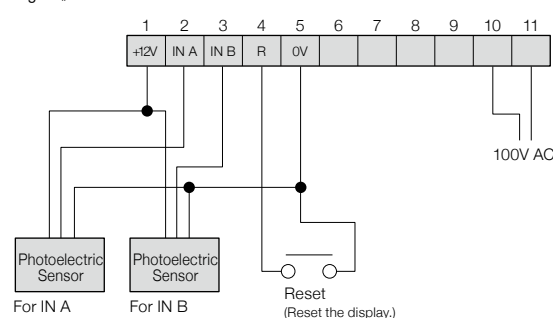 1 2 3 4 5 6 7 8 9 10 11
+12V IN A IN B R 0V
100V AC
Photoelectric
Sensor
For IN A
Photoelectric
Sensor
For IN B
Reset
(Reset the display.)